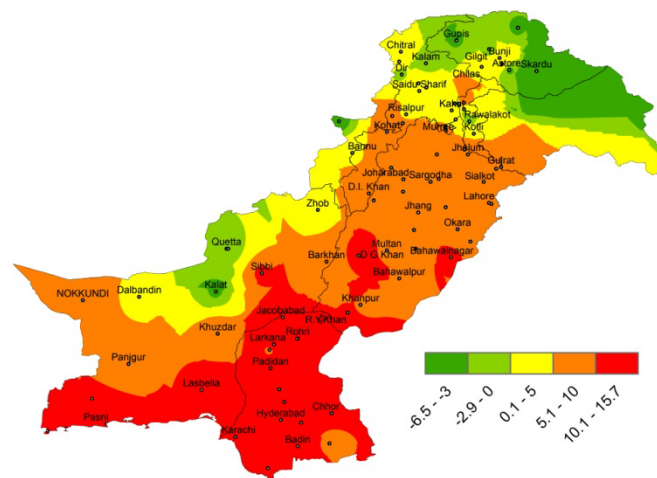 Gupis
Chitral
Gilgit
Bunji
Kalam
Astore
Skardu
Dir
Chilas
Saidu Sharif
Kakul
Risalpur
Rawalakot
Kohat
Kotli
Bannu
Jhalum
Gujrat
Joharabad
Sargodha
Sialkot
D.I. Khan
Lahore
Zhob
Jhang
Okara
Quetta
Multan
Barkhan
D.G Khan
Bahawalnagar
Sibbi
Bahawalpur
Kalat
NOKKUNDI
Dalbandin
Khanpur
Jacobabad
R.Y.Khan
Khuzdar
Rohri
Larkana
Panjgur
Padidan
Lasbella
Pasni
Chhor
Hyderabad
Karachi
Badin
-6.5 - -3
-2.9 - 0
0.1 - 5
5.1 - 10
10.1 - 15.7